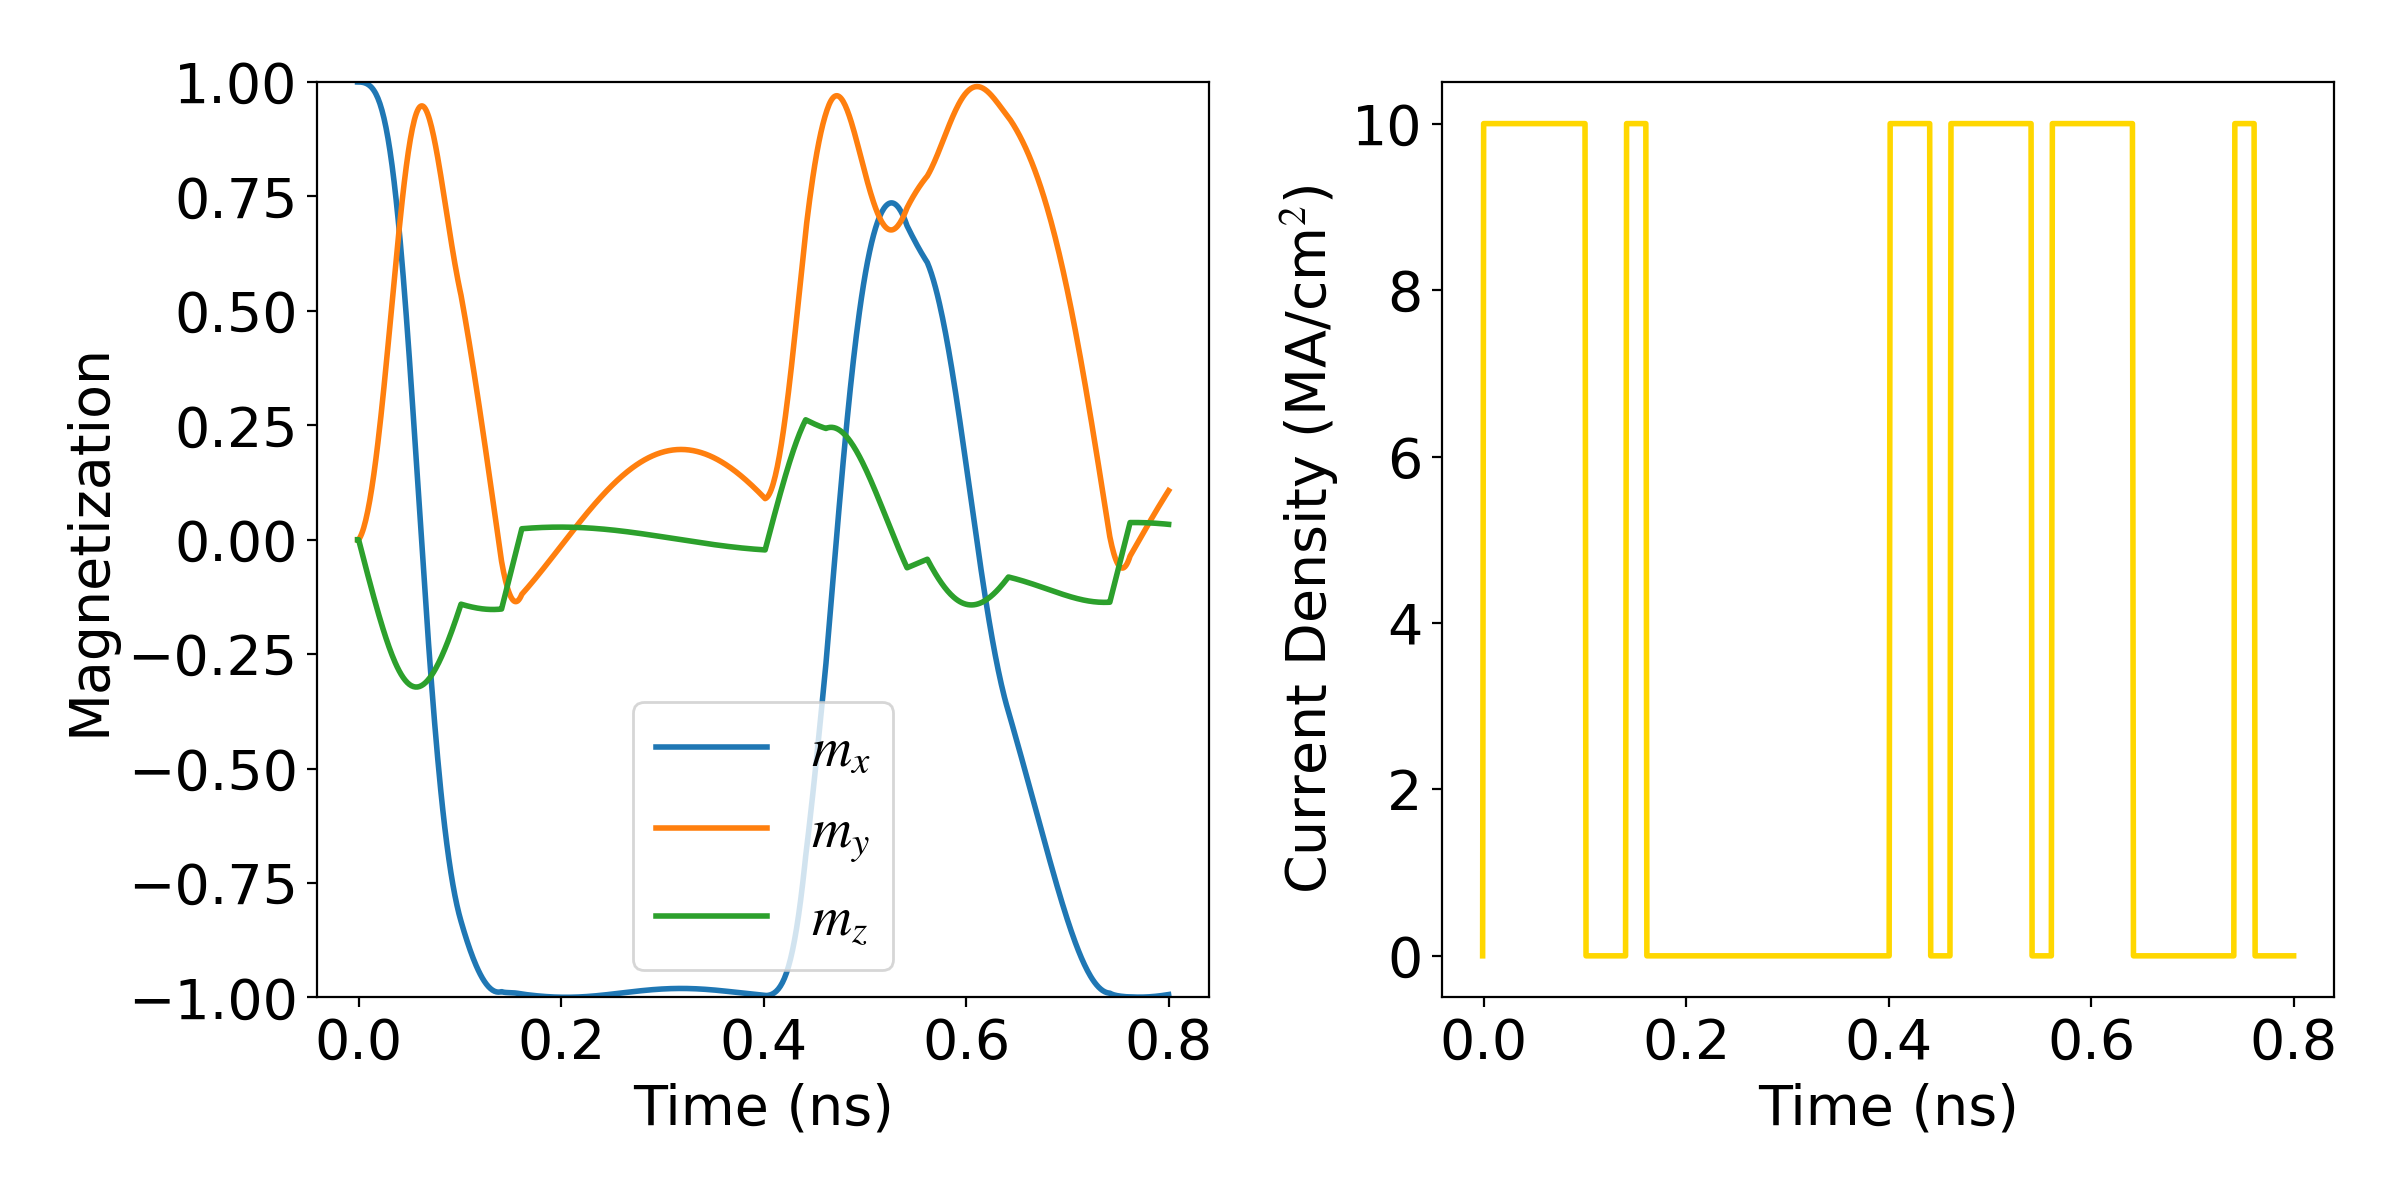 Magnetization
1.00
0.75
0.50
0.25
0.00
−0.25
−0.50
−0.75
−1.00
0.0 0.2 0.4 0.6 0.8
Time (ns)
m_x
m_y
m_z
Current Density (MA/cm²)
10
8
6
4
2
0
0.0 0.2 0.4 0.6 0.8
Time (ns)